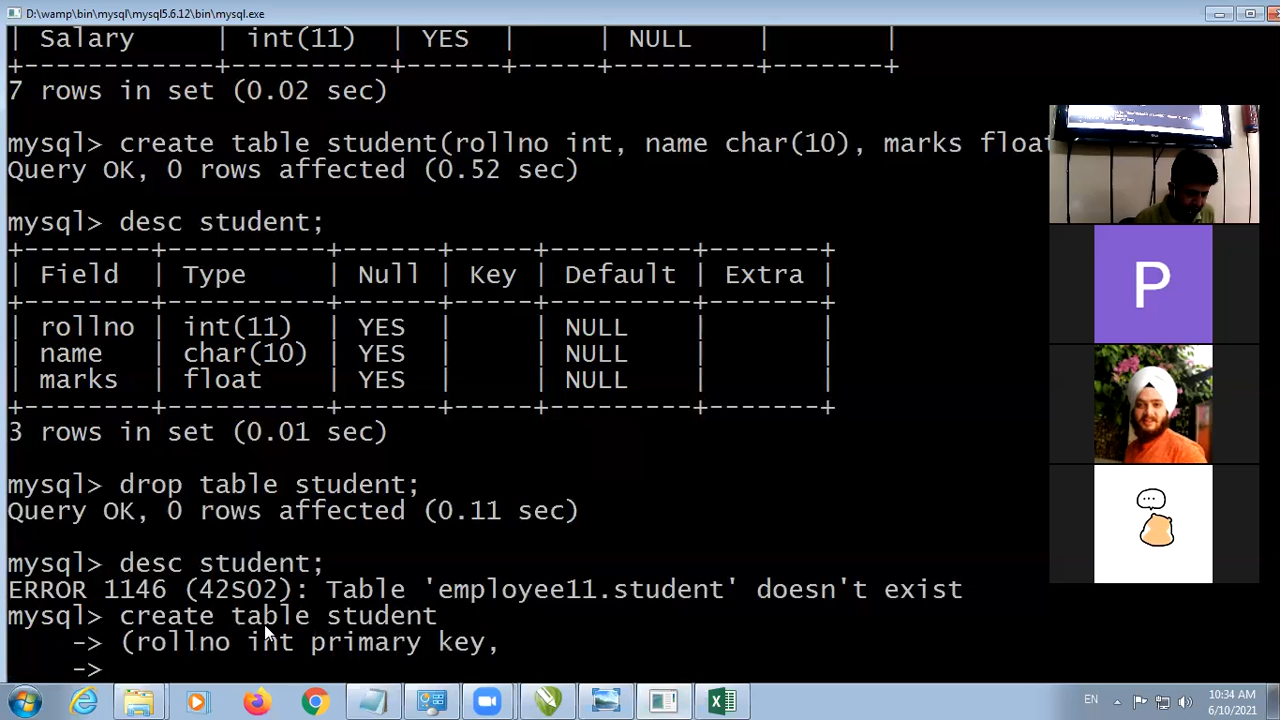 D:\wamp\bin\mysql\mysql5.6.12\bin\mysql.exe
| Salary | int(11) | YES | | NULL | |
+-------------+----------+------+-----+---------+-------+
7 rows in set (0.02 sec)
mysql> create table student(rollno int, name char(10), marks float
Query OK, 0 rows affected (0.52 sec)
mysql> desc student;
+--------+----------+------+-----+---------+-------+
| Field | Type | Null | Key | Default | Extra |
+--------+----------+------+-----+---------+-------+
| rollno | int(11) | YES | | NULL | |
| name | char(10) | YES | | NULL | |
| marks | float | YES | | NULL | |
+--------+----------+------+-----+---------+-------+
3 rows in set (0.01 sec)
mysql> drop table student;
Query OK, 0 rows affected (0.11 sec)
mysql> desc student;
ERROR 1146 (42S02): Table 'employee11.student' doesn't exist
mysql> create table student
-> (rollno int primary key,
->
P
...
EN
10:34 AM
6/10/2021